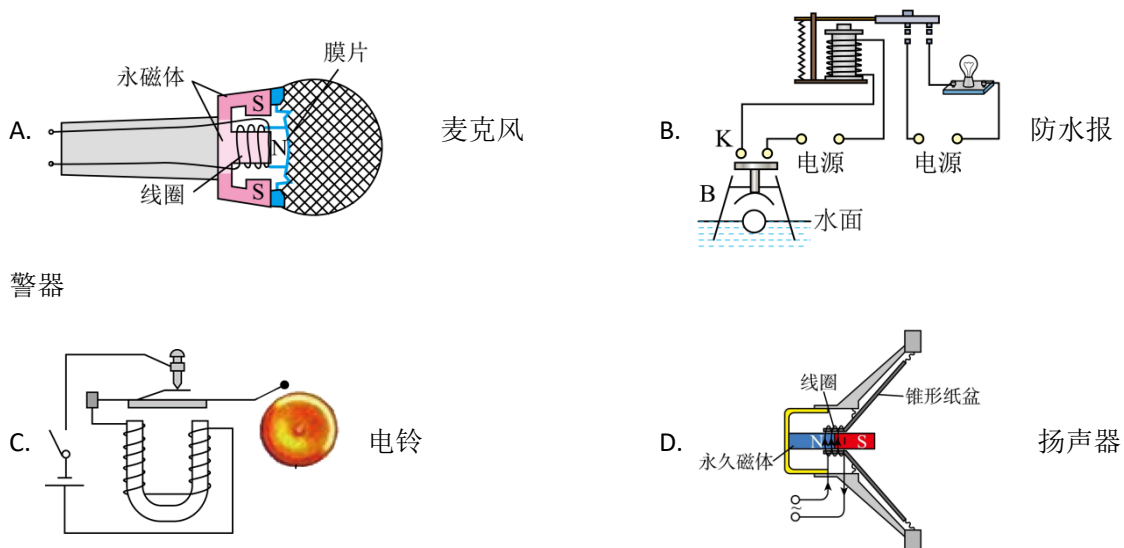 A.
永磁体
膜片
S
N
S
线圈
麦克风
B.
K
电源
电源
B
水面
防水报
警器
C.
电铃
D.
线圈
锥形纸盆
N
S
永久磁体
~
扬声器